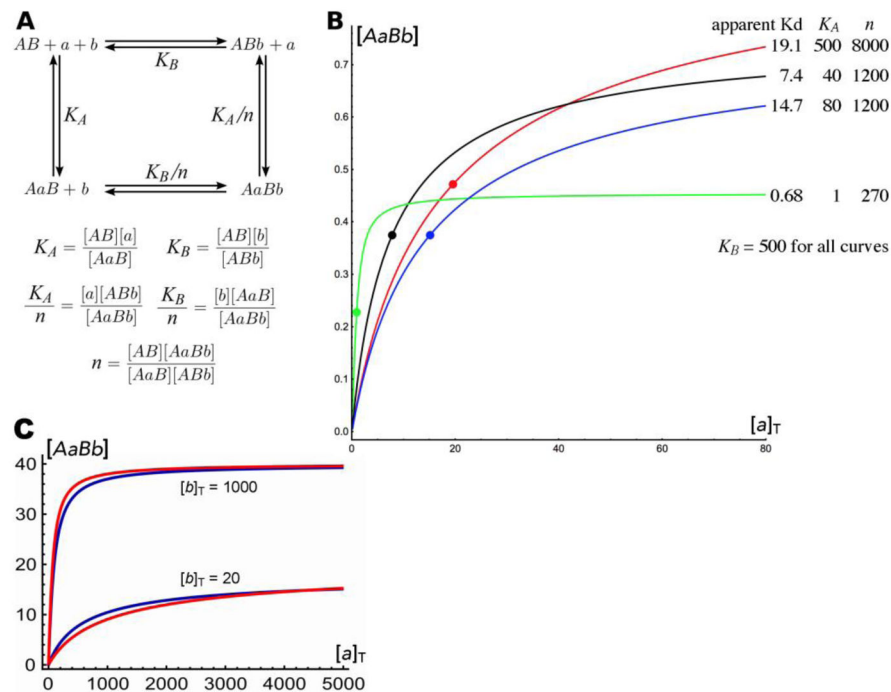 A
AB + a + b ⇌ ABb + a
K_B
K_A
K_A/n
K_B/n
AaB + b ⇌ AaBb
K_A = [AB][a] / [AaB]   K_B = [AB][b] / [ABb]
K_A / n = [a][ABb] / [AaBb]   K_B / n = [b][AaB] / [AaBb]
n = [AB][AaBb] / [AaB][ABb]
B
[AaBb]
apparent Kd K_A n
19.1 500 8000
7.4 40 1200
14.7 80 1200
0.68 1 270
K_B = 500 for all curves
0.7
0.6
0.5
0.4
0.3
0.2
0.1
0.0
0 20 40 60 80
[a]_T
C
[AaBb]
40
30
20
10
0
[b]_T = 1000
[b]_T = 20
[a]_T
0 1000 2000 3000 4000 5000